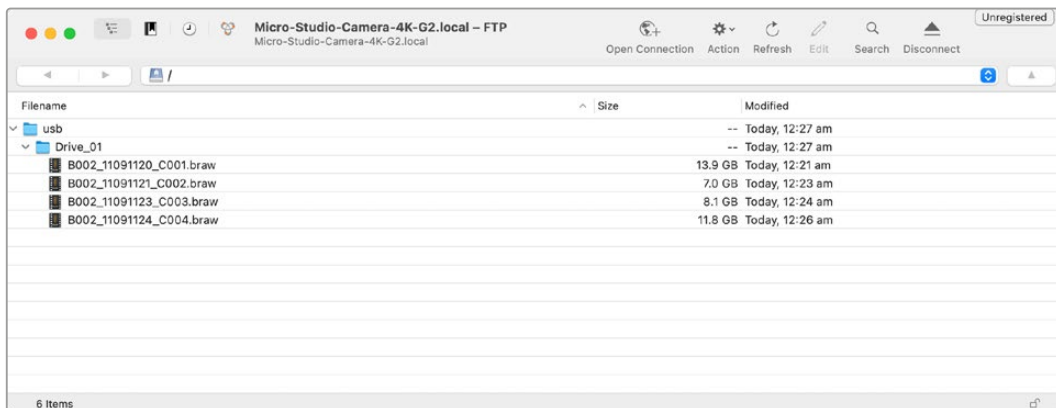 Unregistered
Micro-Studio-Camera-4K-G2.local – FTP
Micro-Studio-Camera-4K-G2.local
Open Connection Action Refresh Edit Search Disconnect
/
Filename Size Modified
usb -- Today, 12:27 am
Drive_01 -- Today, 12:27 am
B002_11091120_C001.braw 13.9 GB Today, 12:21 am
B002_11091121_C002.braw 7.0 GB Today, 12:23 am
B002_11091123_C003.braw 8.1 GB Today, 12:24 am
B002_11091124_C004.braw 11.8 GB Today, 12:26 am
6 Items